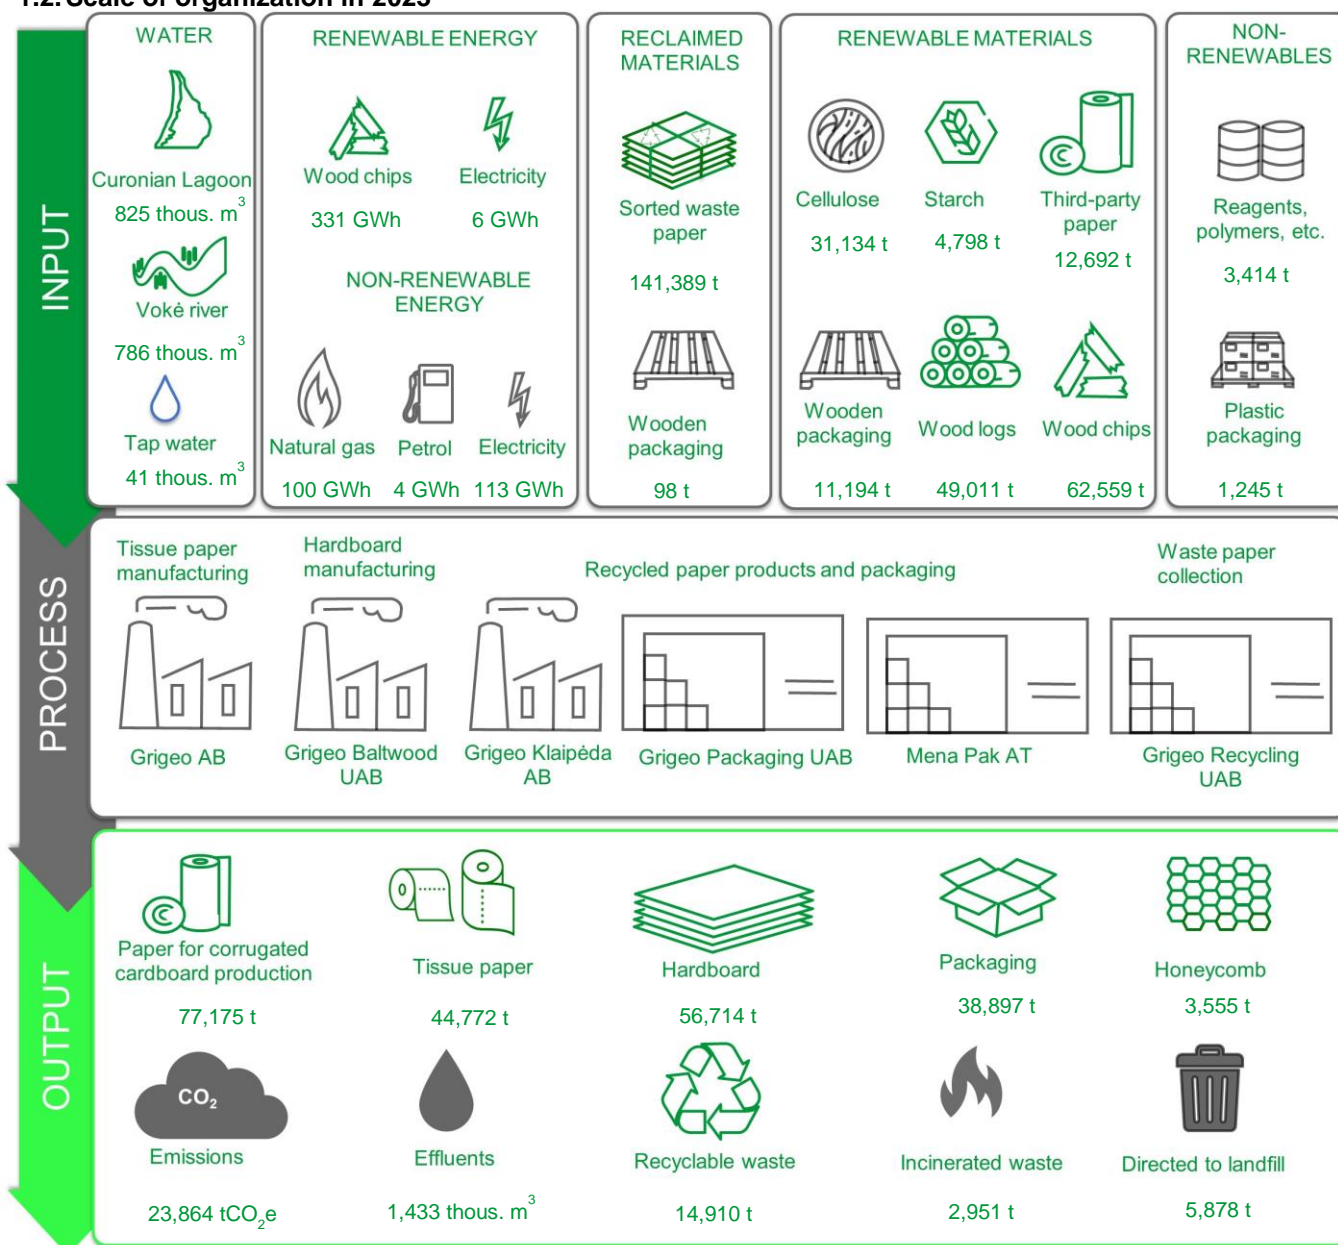 1.2. Scale of organization in 2023
INPUT
WATER
Curonian Lagoon
825 thous. m³
Vokė river
786 thous. m³
Tap water
41 thous. m³
RENEWABLE ENERGY
Wood chips
331 GWh
Electricity
6 GWh
NON-RENEWABLE
ENERGY
Natural gas
100 GWh
Petrol
4 GWh
Electricity
113 GWh
RECLAIMED
MATERIALS
Sorted waste
paper
141,389 t
Wooden
packaging
98 t
RENEWABLE MATERIALS
Cellulose
31,134 t
Starch
4,798 t
Third-party
paper
12,692 t
Wooden
packaging
11,194 t
Wood logs
49,011 t
Wood chips
62,559 t
NON-
RENEWABLES
Reagents,
polymers, etc.
3,414 t
Plastic
packaging
1,245 t
PROCESS
Tissue paper
manufacturing
Grigeo AB
Hardboard
manufacturing
Grigeo Baltwood
UAB
Recycled paper products and packaging
Grigeo Klaipėda
AB
Grigeo Packaging UAB
Mena Pak AT
Waste paper
collection
Grigeo Recycling
UAB
OUTPUT
Paper for corrugated
cardboard production
77,175 t
Tissue paper
44,772 t
Hardboard
56,714 t
Packaging
38,897 t
Honeycomb
3,555 t
CO₂
Emissions
23,864 tCO₂e
Effluents
1,433 thous. m³
Recyclable waste
14,910 t
Incinerated waste
2,951 t
Directed to landfill
5,878 t